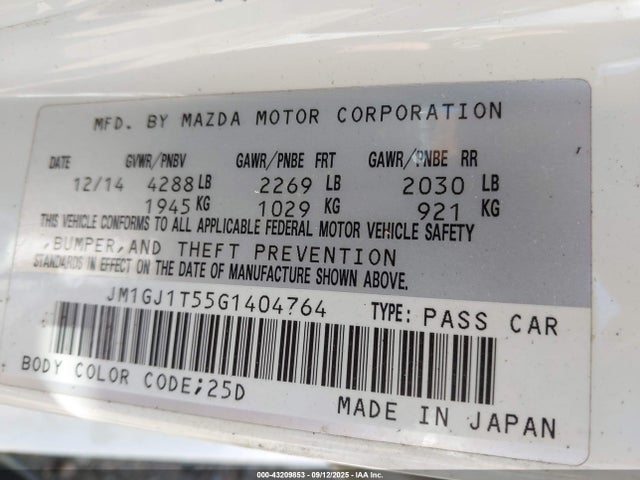 MFD. BY MAZDA MOTOR CORPORATION
DATE GVWR/PNBV GAWR/PNBE FRT GAWR/PNBE RR
12/14 4288 LB 2269 LB 2030 LB
1945 KG 1029 KG 921 KG
THIS VEHICLE CONFORMS TO ALL APPLICABLE FEDERAL MOTOR VEHICLE SAFETY
,BUMPER,AND THEFT PREVENTION
STANDARDS IN EFFECT ON THE DATE OF MANUFACTURE SHOWN ABOVE.
JM1GJ1T55G1404764 TYPE: PASS CAR
BODY COLOR CODE;25D
MADE IN JAPAN
000-43209853 - 09/12/2025 - IAAI.COM